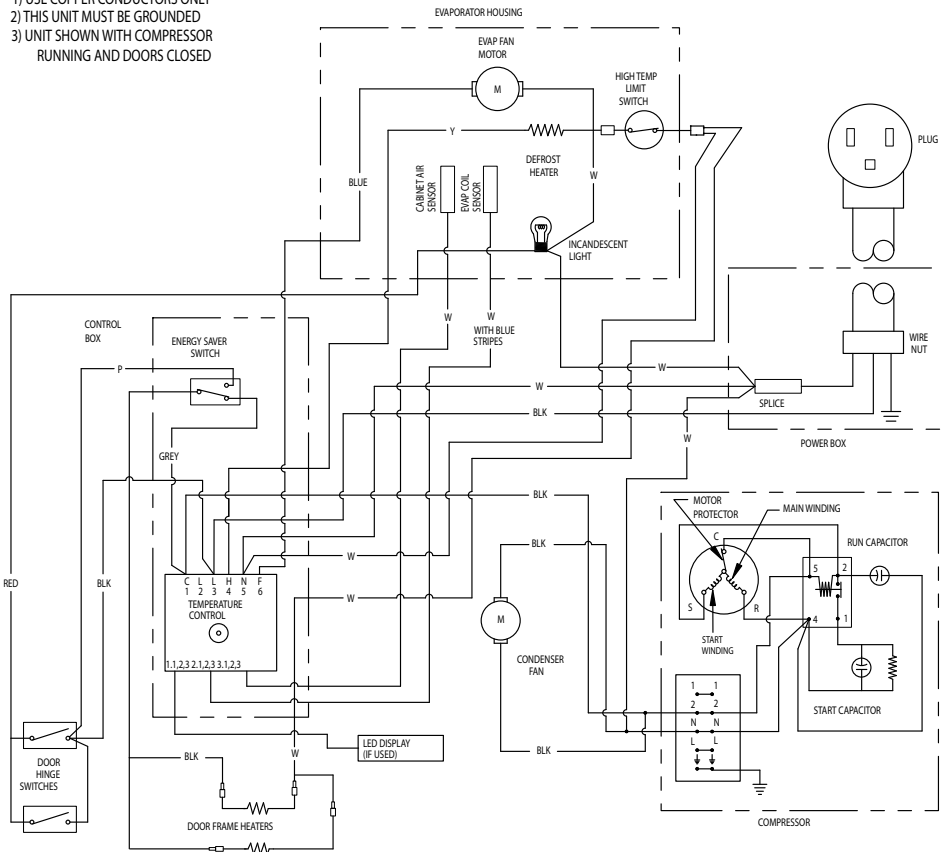 1) USE COPPER CONDUCTORS ONLY
2) THIS UNIT MUST BE GROUNDED
3) UNIT SHOWN WITH COMPRESSOR
RUNNING AND DOORS CLOSED
EVAPORATOR HOUSING
EVAP FAN
MOTOR
M
HIGH TEMP
LIMIT
SWITCH
PLUG
Y
DEFROST
HEATER
BLUE
CABINET AIR
SENSOR
EVAP COIL
SENSOR
W
INCANDESCENT
LIGHT
W
W
WITH BLUE
STRIPES
CONTROL
BOX
ENERGY SAVER
SWITCH
WIRE
NUT
P
W
W
SPLICE
BLK
POWER BOX
W
GREY
BLK
MOTOR
PROTECTOR
MAIN WINDING
C
RUN CAPACITOR
BLK
W
5
2
RED
BLK
C L L H N F
1 2 3 4 5 6
TEMPERATURE
CONTROL
W
S
R
4
1
M
START
WINDING
CONDENSER
FAN
1.1,2,3 2.1,2,3 3.1,2,3
1 1
2 2
N N
L L
START CAPACITOR
LED DISPLAY
(IF USED)
BLK
W
BLK
DOOR
HINGE
SWITCHES
DOOR FRAME HEATERS
COMPRESSOR